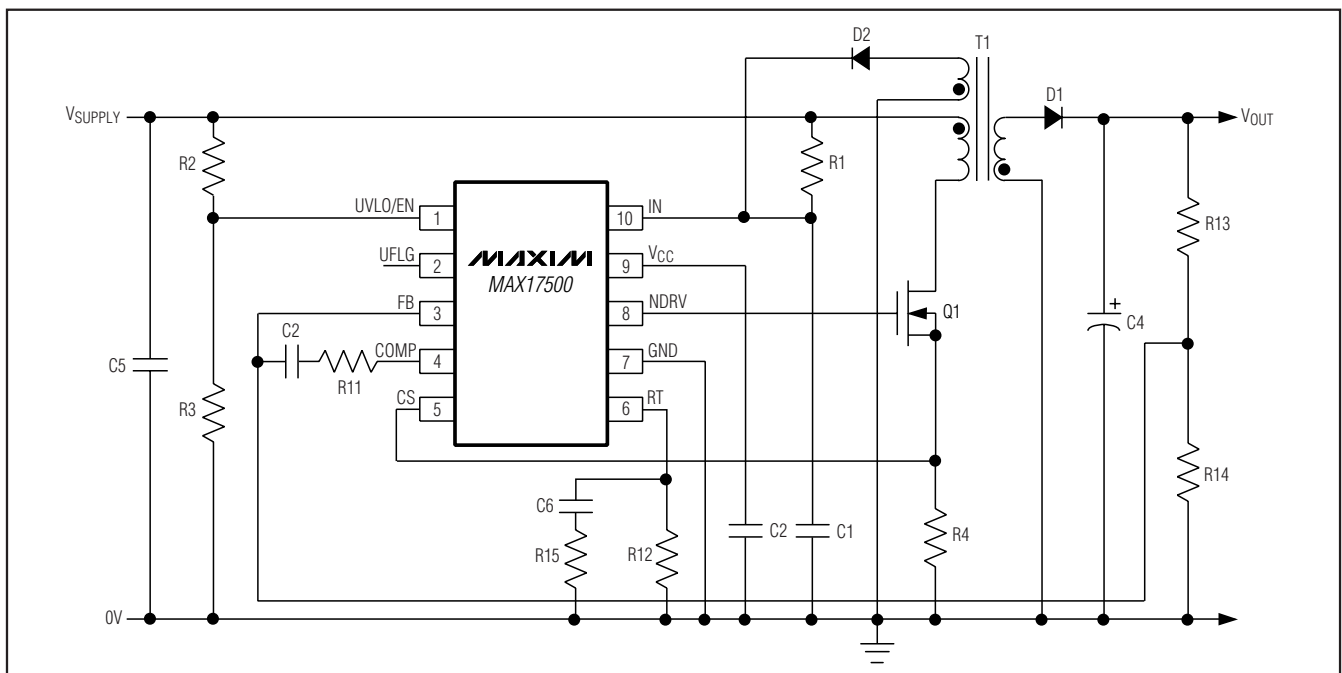 D2
T1
D1
VSUPPLY
VOUT
R2
R1
R13
UVLO/EN
1
10
IN
UFLG
2
MAXIM
MAX17500
9
VCC
FB
3
8
NDRV
Q1
+
C4
C2
COMP
4
7
GND
C5
R11
CS
5
6
RT
R3
R14
C6
R15
R12
C2
C1
R4
0V